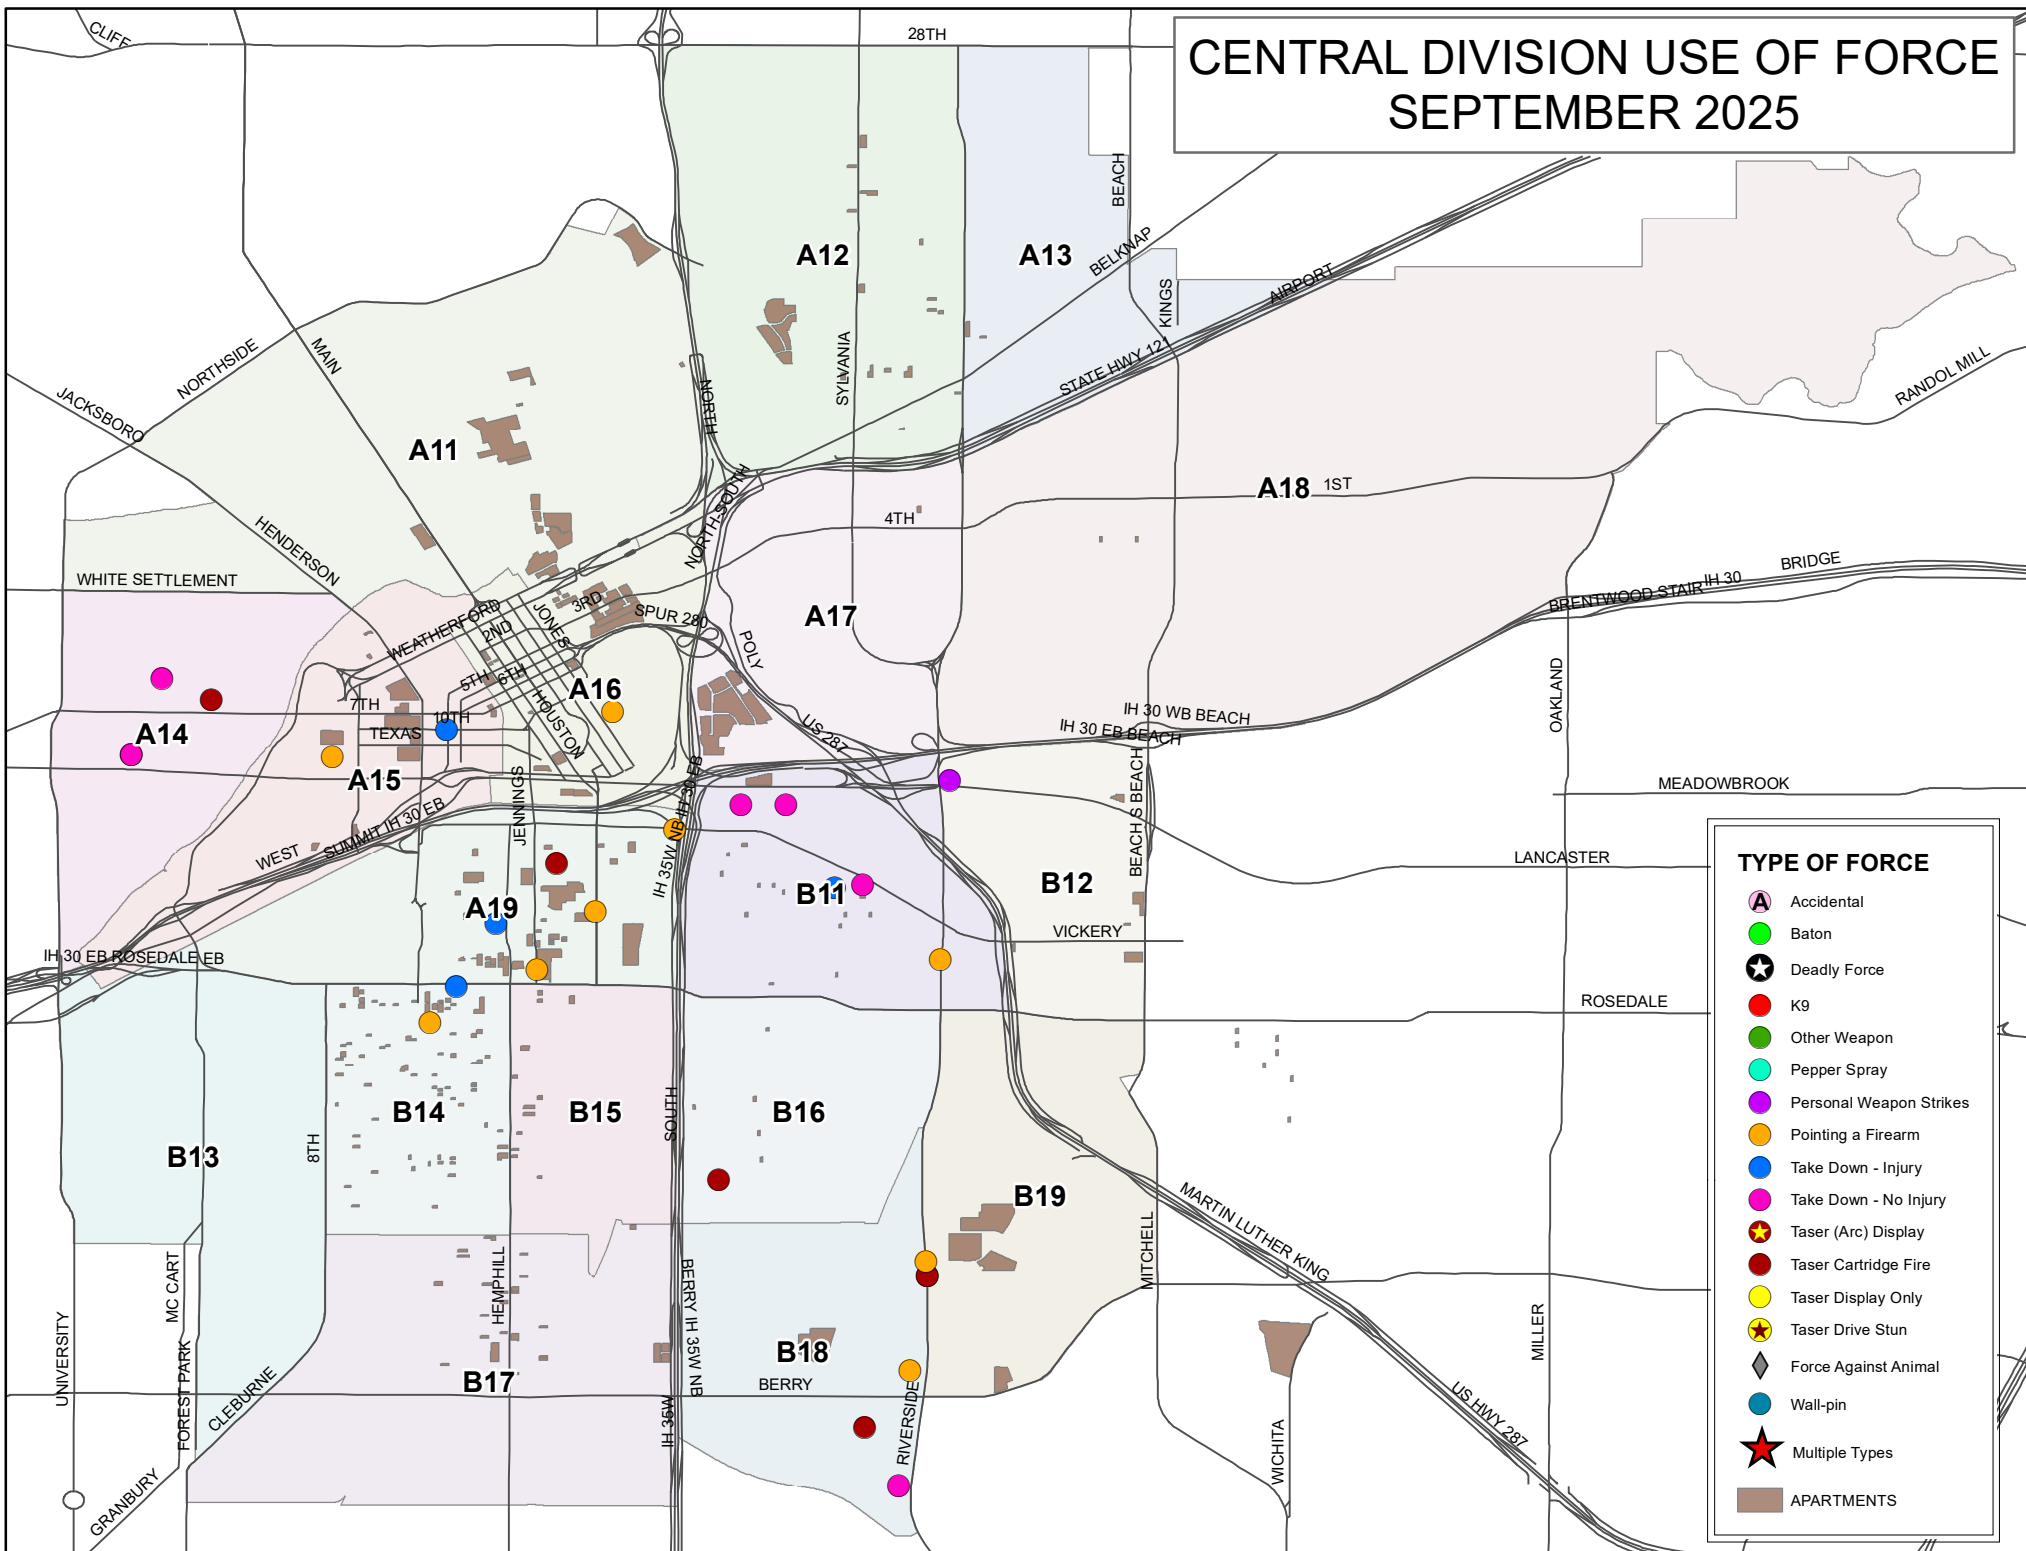 CENTRAL DIVISION USE OF FORCE
SEPTEMBER 2025
CLIFF
28TH
BEACH
BELKNAP
A12
A13
KINGS
AIRPORT
STATE HWY 121
NORTHSIDE
MAIN
SYLVANIA
JACKSBORO
NORTH
RANDOL MILL
A11
NORTH-SOUTH
A18
1ST
4TH
HENDERSON
WHITE SETTLEMENT
BRIDGE
IH 30
BRENTWOOD STAIR
WEATHERFORD
JONES
3RD
2ND
SPUR 280
A17
POLY
5TH
6TH
A16
HOUSTON
7TH
10TH
TEXAS
A14
A15
US 287
IH 30 WB BEACH
IH 30 EB BEACH
OAKLAND
MEADOWBROOK
JENNINGS
IH 35W NB IH 30 EB
BEACH S BEACH
SUMMIT IH 30 EB
WEST
LANCASTER
A19
B11
B12
VICKERY
IH 30 EB ROSEDALE EB
ROSEDALE
B14
B15
B16
SOUTH
8TH
B13
B19
MITCHELL
MARTIN LUTHER KING
MC CART
HEMPHILL
BERRY IH 35W NB
UNIVERSITY
FOREST PARK
CLEBURNE
B17
B18
BERRY
MILLER
IH 35W
RIVERSIDE
WICHITA
US HWY 287
GRANBURY
TYPE OF FORCE
A Accidental
Baton
Deadly Force
K9
Other Weapon
Pepper Spray
Personal Weapon Strikes
Pointing a Firearm
Take Down - Injury
Take Down - No Injury
Taser (Arc) Display
Taser Cartridge Fire
Taser Display Only
Taser Drive Stun
Force Against Animal
Wall-pin
Multiple Types
APARTMENTS